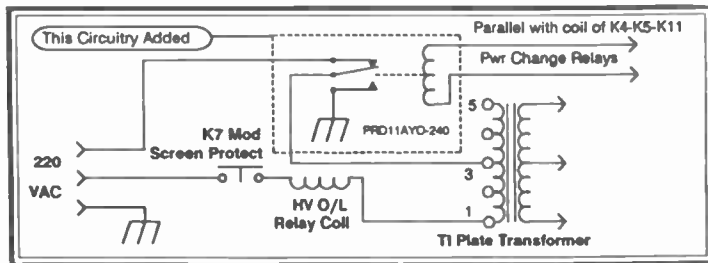 This Circuitry Added
Parallel with coil of K4-K5-K11
Pwr Change Relays
PRD11AYO-240
K7 Mod
Screen Protect
220
VAC
HV O/L
Relay Coil
5
3
1
T1 Plate Transformer